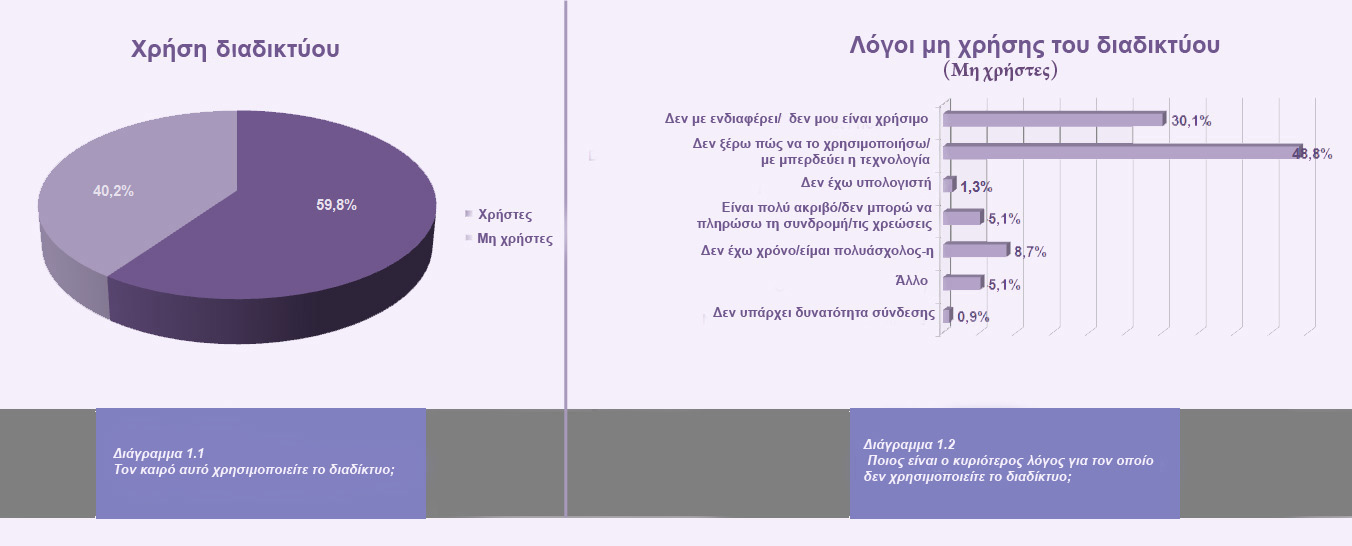 Χρήση διαδικτύου
40,2%
59,8%
Χρήστες
Μη χρήστες
Διάγραμμα 1.1
Τον καιρό αυτό χρησιμοποιείτε το διαδίκτυο;
Λόγοι μη χρήσης του διαδικτύου
(Μη χρήστες)
Δεν με ενδιαφέρει/ δεν μου είναι χρήσιμο
30,1%
Δεν ξέρω πώς να το χρησιμοποιήσω/
με μπερδεύει η τεχνολογία
48,8%
Δεν έχω υπολογιστή
1,3%
Είναι πολύ ακριβό/δεν μπορώ να
πληρώσω τη συνδρομή/τις χρεώσεις
5,1%
Δεν έχω χρόνο/είμαι πολυάσχολος-η
8,7%
Άλλο
5,1%
Δεν υπάρχει δυνατότητα σύνδεσης
0,9%
Διάγραμμα 1.2
Ποιος είναι ο κυριότερος λόγος για τον οποίο
δεν χρησιμοποιείτε το διαδίκτυο;